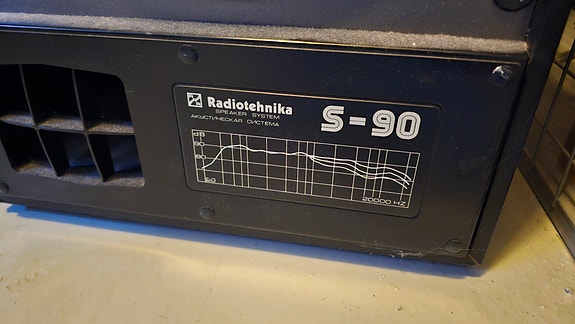 Radiotehnika
SPEAKER SYSTEM
АКУСТИЧЕСКАЯ СИСТЕМА
S-90
dB
90
80
20000 HZ